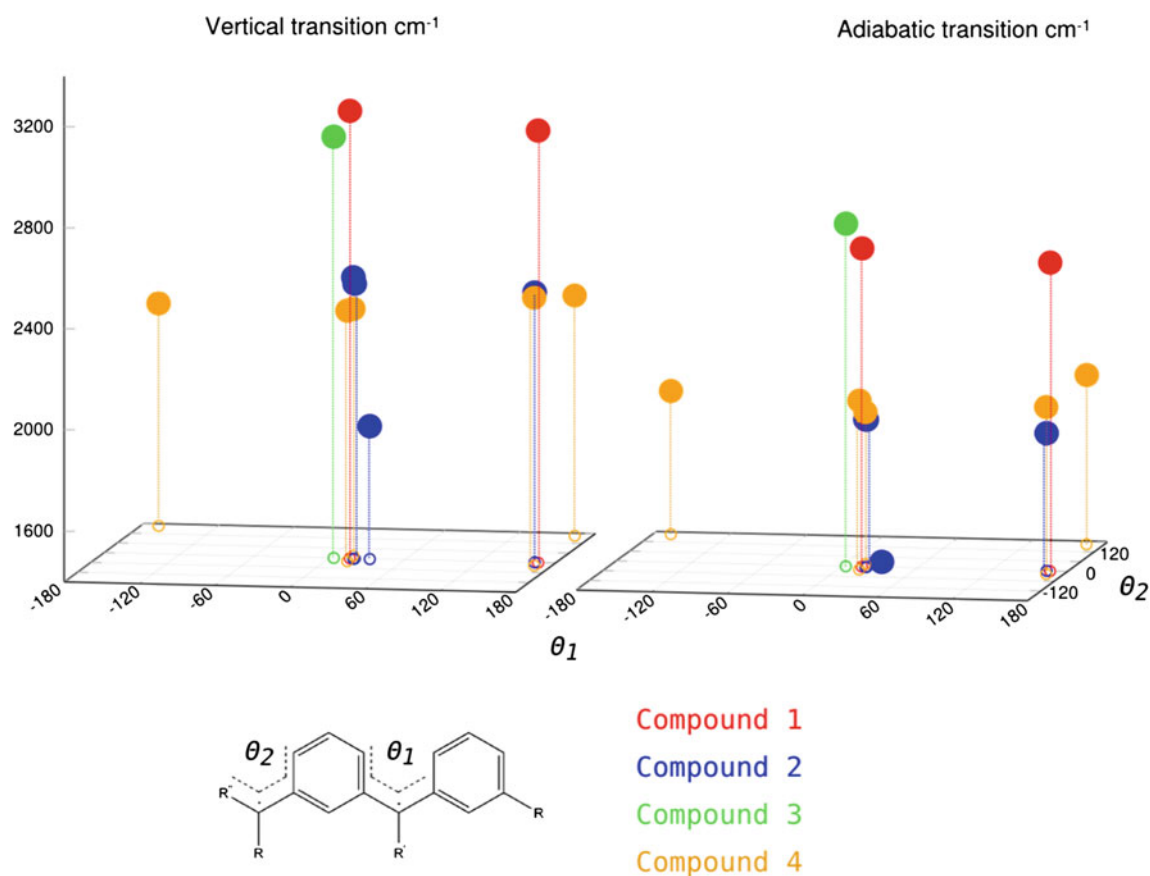 Vertical transition cm⁻¹
Adiabatic transition cm⁻¹
3200
2800
2400
2000
1600
-180 -120 -60 0 60 120 180
-180 -120 -60 0 60 120 180
-120 0 120
θ2
θ1
θ2 θ1
R''
R
R'
R
Compound 1
Compound 2
Compound 3
Compound 4